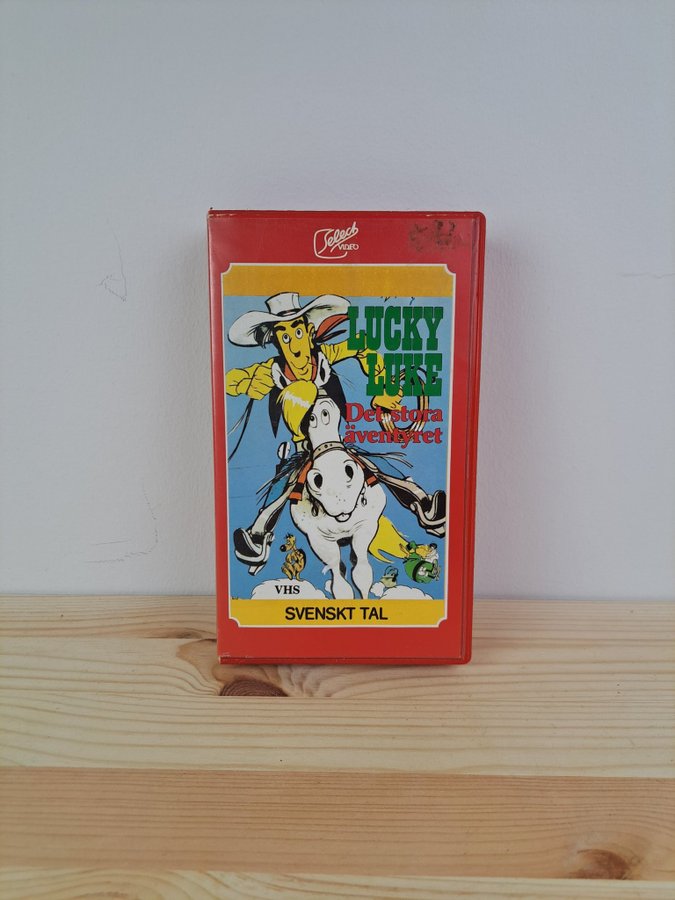 Select
VIDEO
LUCKY
LUKE
Det stora
äventyret
VHS
SVENSKT TAL